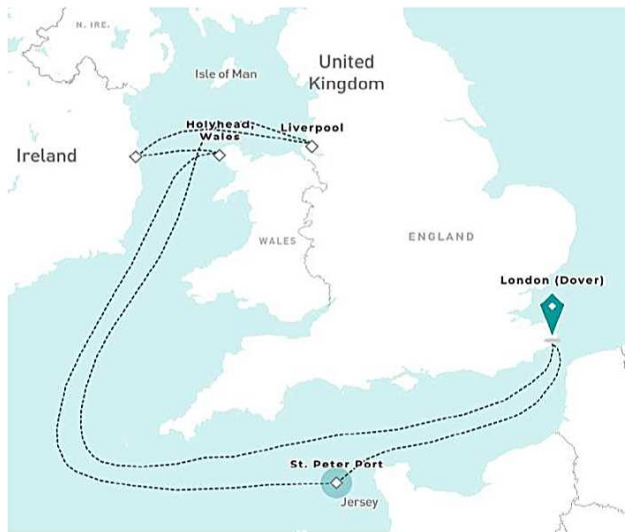 N. IRE.
Isle of Man
United
Kingdom
Holyhead,
Wales
Liverpool
Ireland
WALES
ENGLAND
London (Dover)
St. Peter Port
Jersey